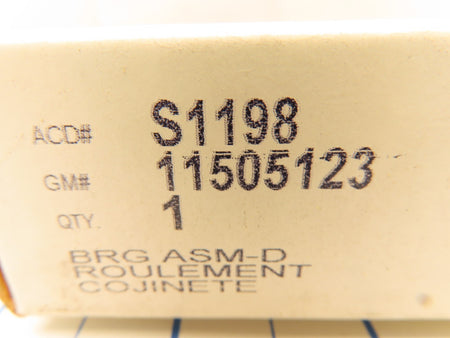 ACD# S1198
GM# 11505123
QTY. 1
BRG ASM-D
ROULEMENT
COJINETE